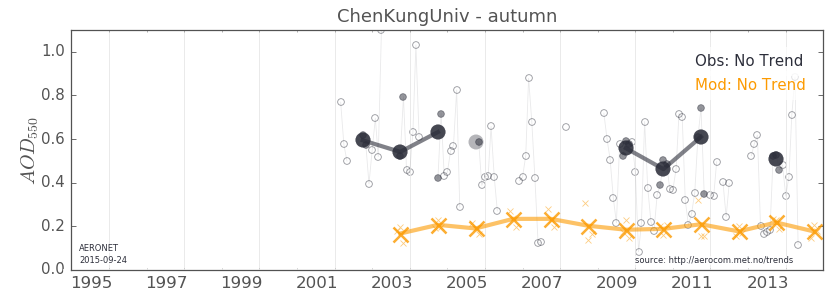 ChenKungUniv - autumn
1.0
0.8
0.6
0.4
0.2
0.0
AOD550
Obs: No Trend
Mod: No Trend
AERONET
2015-09-24
source: http://aerocom.met.no/trends
1995 1997 1999 2001 2003 2005 2007 2009 2011 2013